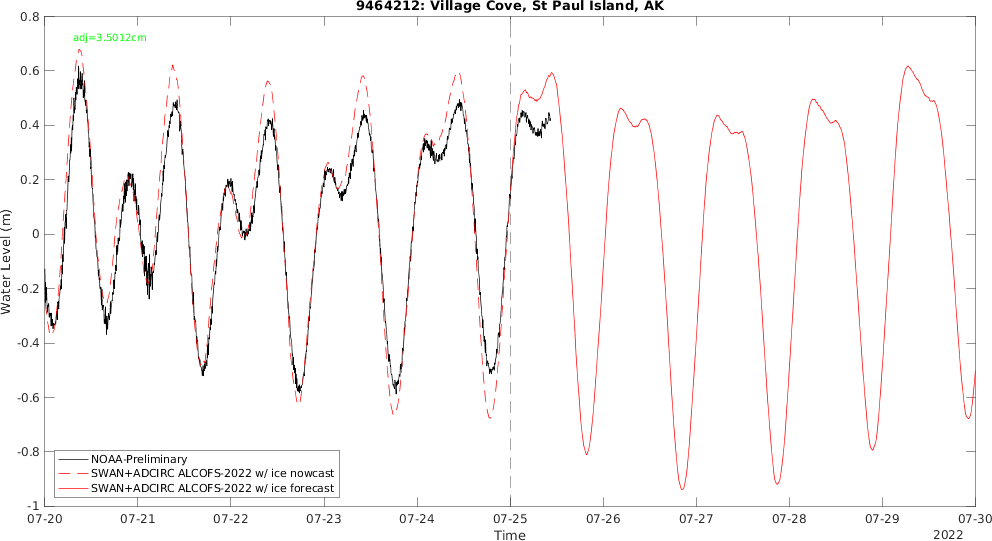 9464212: Village Cove, St Paul Island, AK
adj=3.5012cm
Water Level (m)
0.8
0.6
0.4
0.2
0
-0.2
-0.4
-0.6
-0.8
-1
NOAA-Preliminary
SWAN+ADCIRC ALCOFS-2022 w/ ice nowcast
SWAN+ADCIRC ALCOFS-2022 w/ ice forecast
07-20 07-21 07-22 07-23 07-24 07-25 07-26 07-27 07-28 07-29 07-30
Time
2022